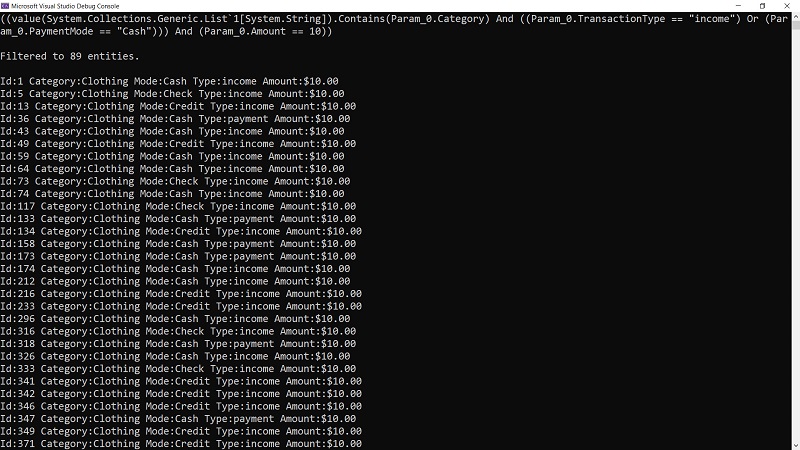 Microsoft Visual Studio Debug Console
((value(System.Collections.Generic.List`1[System.String]).Contains(Param_0.Category) And ((Param_0.TransactionType == "income") Or (Par
am_0.PaymentMode == "Cash"))) And (Param_0.Amount == 10))
Filtered to 89 entities.
Id:1 Category:Clothing Mode:Cash Type:income Amount:$10.00
Id:5 Category:Clothing Mode:Check Type:income Amount:$10.00
Id:13 Category:Clothing Mode:Credit Type:income Amount:$10.00
Id:36 Category:Clothing Mode:Cash Type:payment Amount:$10.00
Id:43 Category:Clothing Mode:Cash Type:income Amount:$10.00
Id:49 Category:Clothing Mode:Credit Type:income Amount:$10.00
Id:59 Category:Clothing Mode:Cash Type:income Amount:$10.00
Id:64 Category:Clothing Mode:Cash Type:income Amount:$10.00
Id:73 Category:Clothing Mode:Check Type:income Amount:$10.00
Id:74 Category:Clothing Mode:Cash Type:income Amount:$10.00
Id:117 Category:Clothing Mode:Check Type:income Amount:$10.00
Id:133 Category:Clothing Mode:Cash Type:payment Amount:$10.00
Id:134 Category:Clothing Mode:Credit Type:income Amount:$10.00
Id:158 Category:Clothing Mode:Cash Type:payment Amount:$10.00
Id:173 Category:Clothing Mode:Cash Type:payment Amount:$10.00
Id:174 Category:Clothing Mode:Cash Type:income Amount:$10.00
Id:212 Category:Clothing Mode:Cash Type:income Amount:$10.00
Id:216 Category:Clothing Mode:Credit Type:income Amount:$10.00
Id:233 Category:Clothing Mode:Credit Type:income Amount:$10.00
Id:296 Category:Clothing Mode:Cash Type:income Amount:$10.00
Id:316 Category:Clothing Mode:Check Type:income Amount:$10.00
Id:318 Category:Clothing Mode:Cash Type:payment Amount:$10.00
Id:326 Category:Clothing Mode:Cash Type:income Amount:$10.00
Id:333 Category:Clothing Mode:Check Type:income Amount:$10.00
Id:341 Category:Clothing Mode:Credit Type:income Amount:$10.00
Id:342 Category:Clothing Mode:Credit Type:income Amount:$10.00
Id:346 Category:Clothing Mode:Credit Type:income Amount:$10.00
Id:347 Category:Clothing Mode:Cash Type:payment Amount:$10.00
Id:349 Category:Clothing Mode:Credit Type:income Amount:$10.00
Id:371 Category:Clothing Mode:Credit Type:income Amount:$10.00